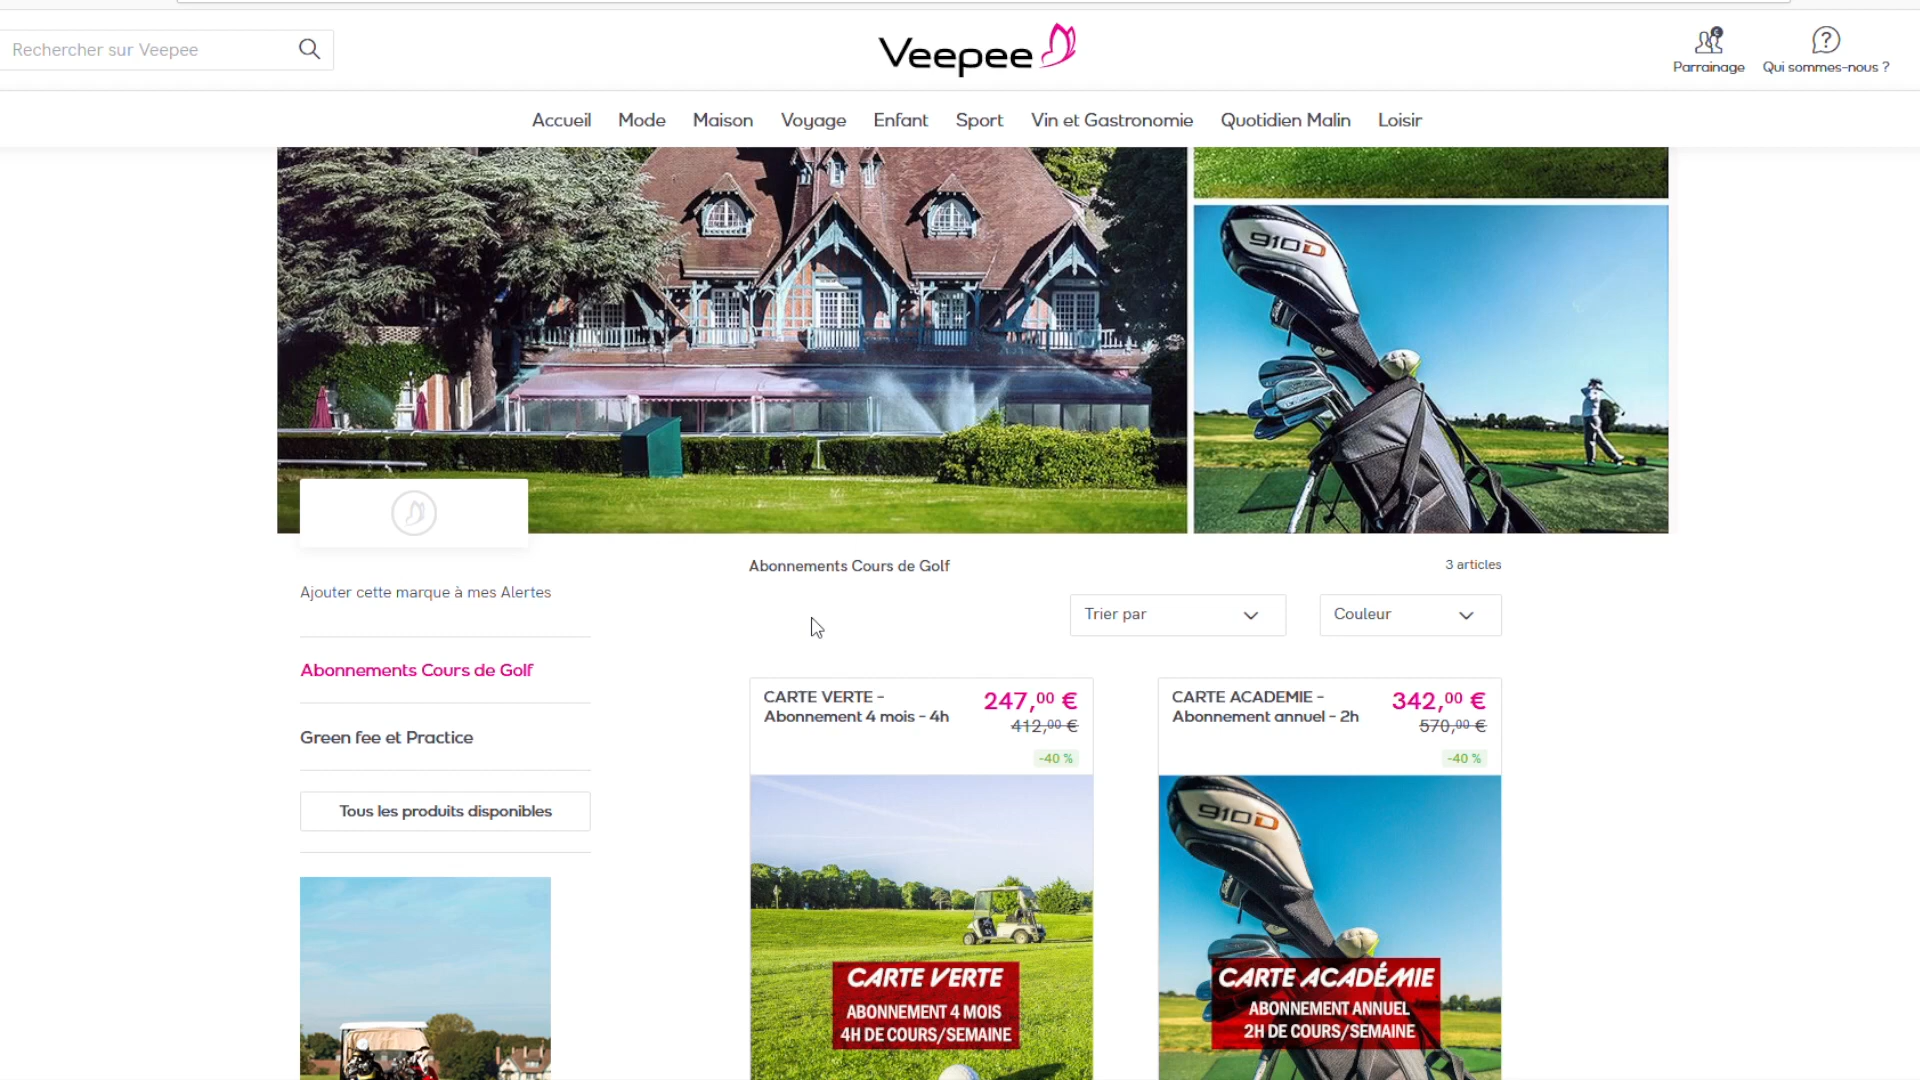 Rechercher sur Veepee
Veepee
Parrainage
Qui sommes-nous ?
Accueil Mode Maison Voyage Enfant Sport Vin et Gastronomie Quotidien Malin Loisir
910D
Abonnements Cours de Golf
3 articles
Ajouter cette marque à mes Alertes
Trier par
Couleur
Abonnements Cours de Golf
Green fee et Practice
Tous les produits disponibles
CARTE VERTE -
Abonnement 4 mois - 4h
247,00 €
412,00 €
-40 %
CARTE VERTE
ABONNEMENT 4 MOIS
4H DE COURS/SEMAINE
CARTE ACADEMIE -
Abonnement annuel - 2h
342,00 €
570,00 €
-40 %
910D
CARTE ACADÉMIE
ABONNEMENT ANNUEL
2H DE COURS/SEMAINE